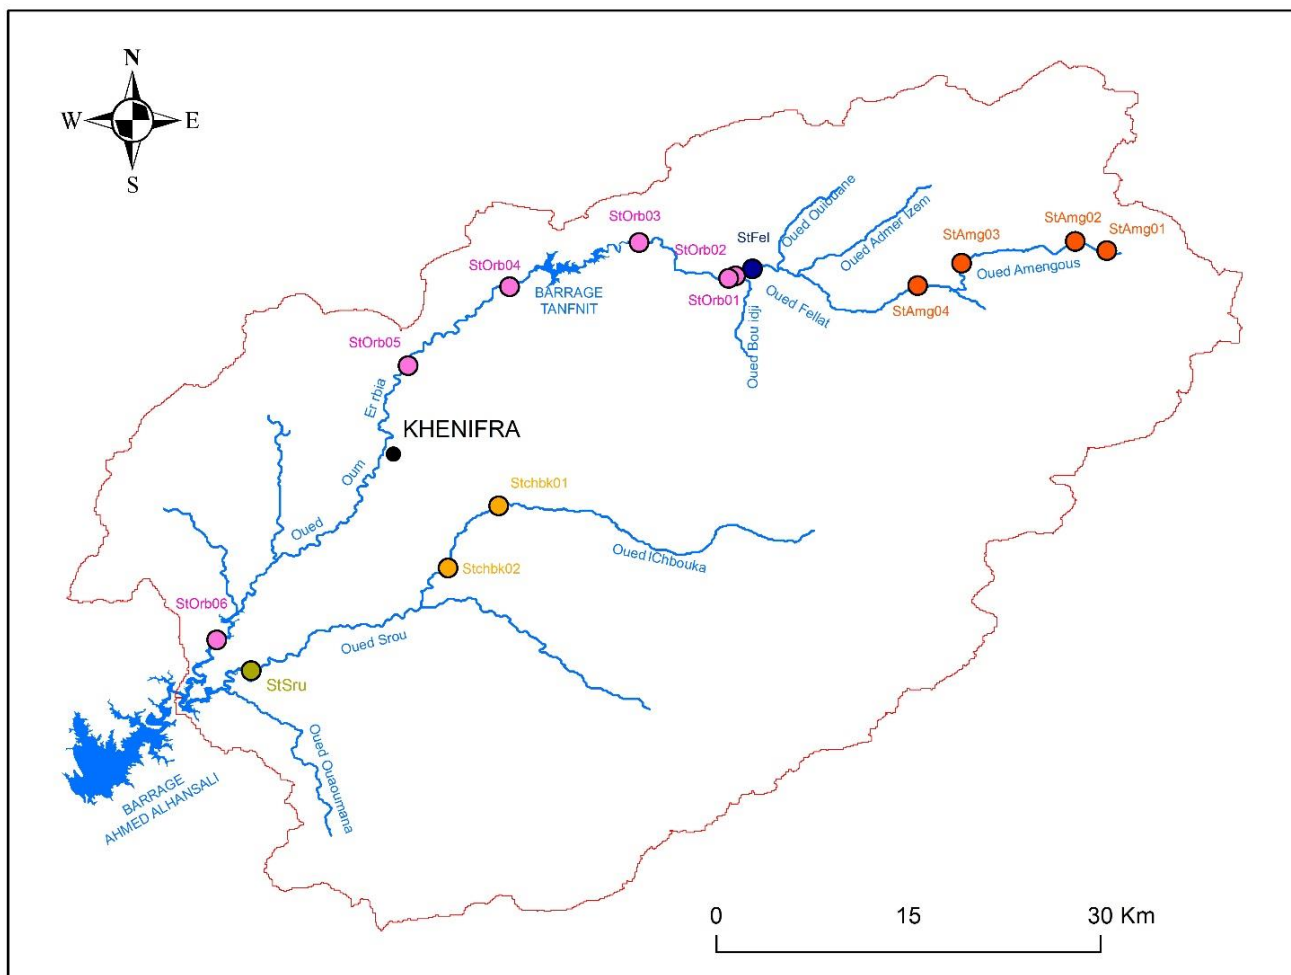 N
W
E
S
StOrb03
StOrb02
StFel
Oued Ouiouane
Oued Admer Izem
StAmg02
StAmg01
StAmg03
Oued Amengous
StOrb04
BARRAGE
TANFNIT
StOrb01
Oued Fellat
StAmg04
Oued Bou idji
StOrb05
Er rbia
KHENIFRA
Oum
Oued
Stchbk01
Oued IChbouka
Stchbk02
StOrb06
Oued Srou
StSru
Oued Ouaoumana
BARRAGE
AHMED ALHANSALI
0
15
30 Km